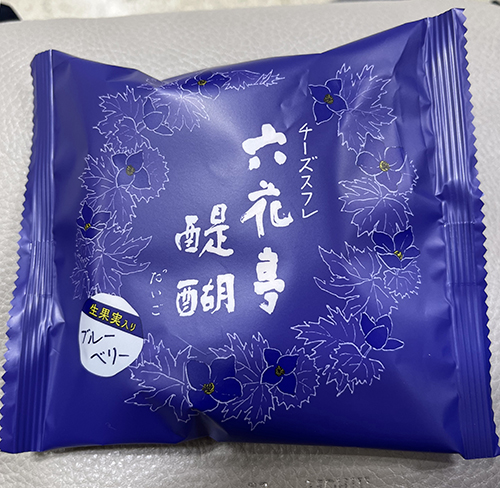 チーズスフレ
六花亭
醍醐
だいご
生果実入り
ブルー
ベリー